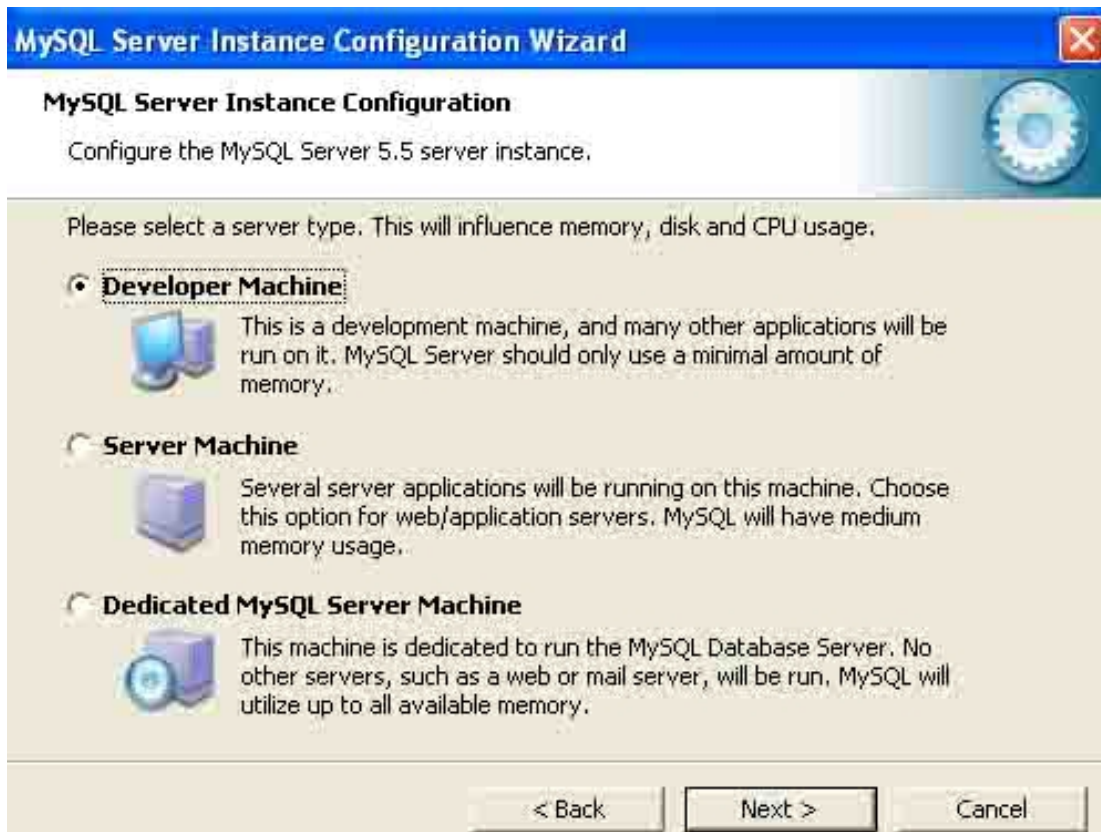 MySQL Server Instance Configuration Wizard
MySQL Server Instance Configuration
Configure the MySQL Server 5.5 server instance.
Please select a server type. This will influence memory, disk and CPU usage.
Developer Machine
This is a development machine, and many other applications will be
run on it. MySQL Server should only use a minimal amount of
memory.
Server Machine
Several server applications will be running on this machine. Choose
this option for web/application servers. MySQL will have medium
memory usage.
Dedicated MySQL Server Machine
This machine is dedicated to run the MySQL Database Server. No
other servers, such as a web or mail server, will be run. MySQL will
utilize up to all available memory.
< Back Next > Cancel